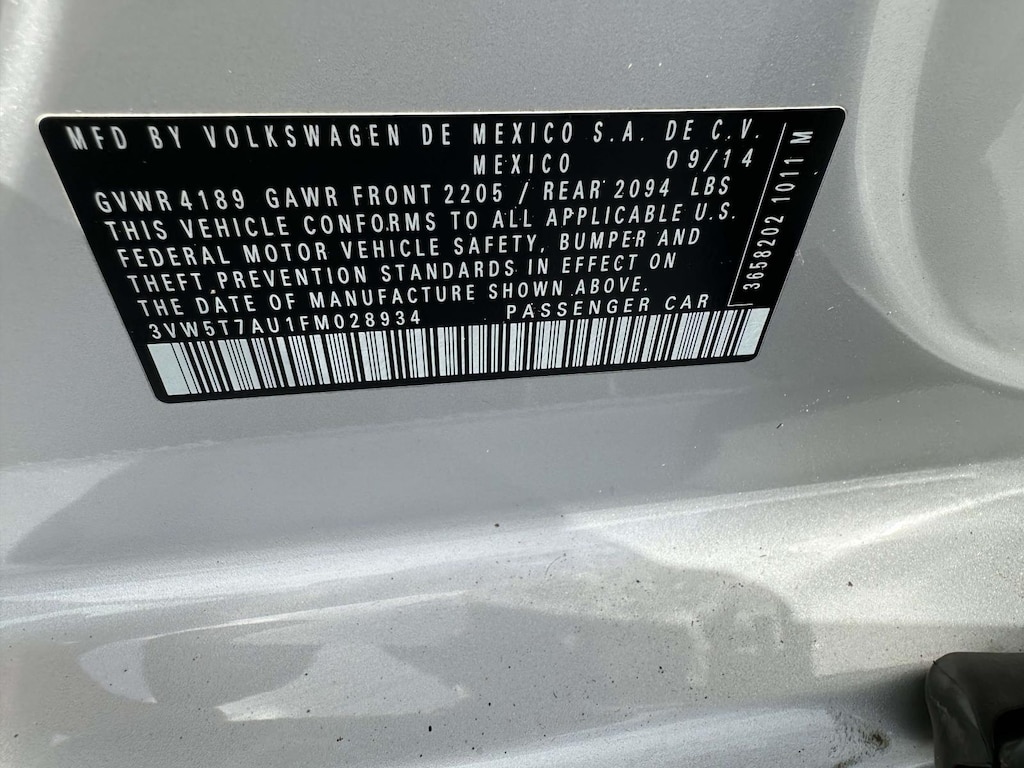 MFD BY VOLKSWAGEN DE MEXICO S.A. DE C.V.
MEXICO 09/14
GVWR 4189 GAWR FRONT 2205 / REAR 2094 LBS
THIS VEHICLE CONFORMS TO ALL APPLICABLE U.S.
FEDERAL MOTOR VEHICLE SAFETY, BUMPER AND
THEFT PREVENTION STANDARDS IN EFFECT ON
THE DATE OF MANUFACTURE SHOWN ABOVE.
3VW5T7AU1FM028934 PASSENGER CAR
3658202 1011 M